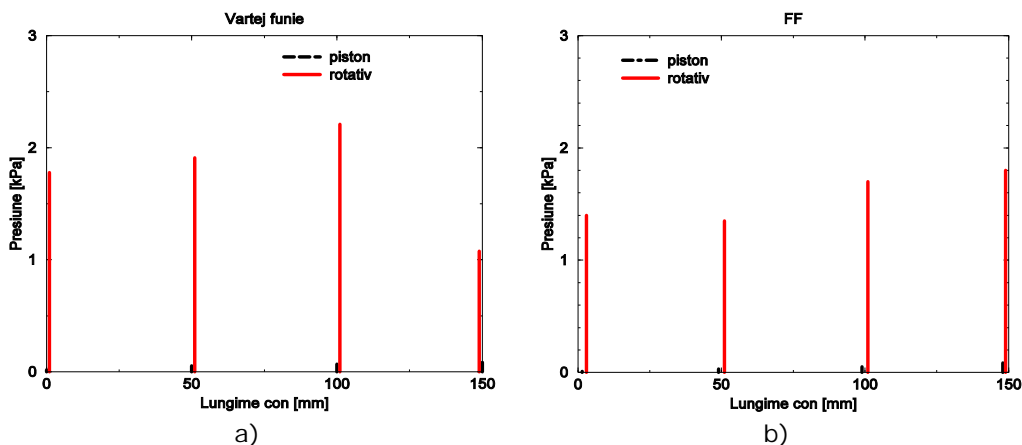 Vartej funie
3
piston
rotativ
2
1
0
Presiune [kPa]
0 50 100 150
Lungime con [mm]
a)
FF
3
piston
rotativ
2
1
0
Presiune [kPa]
0 50 100 150
Lungime con [mm]
b)